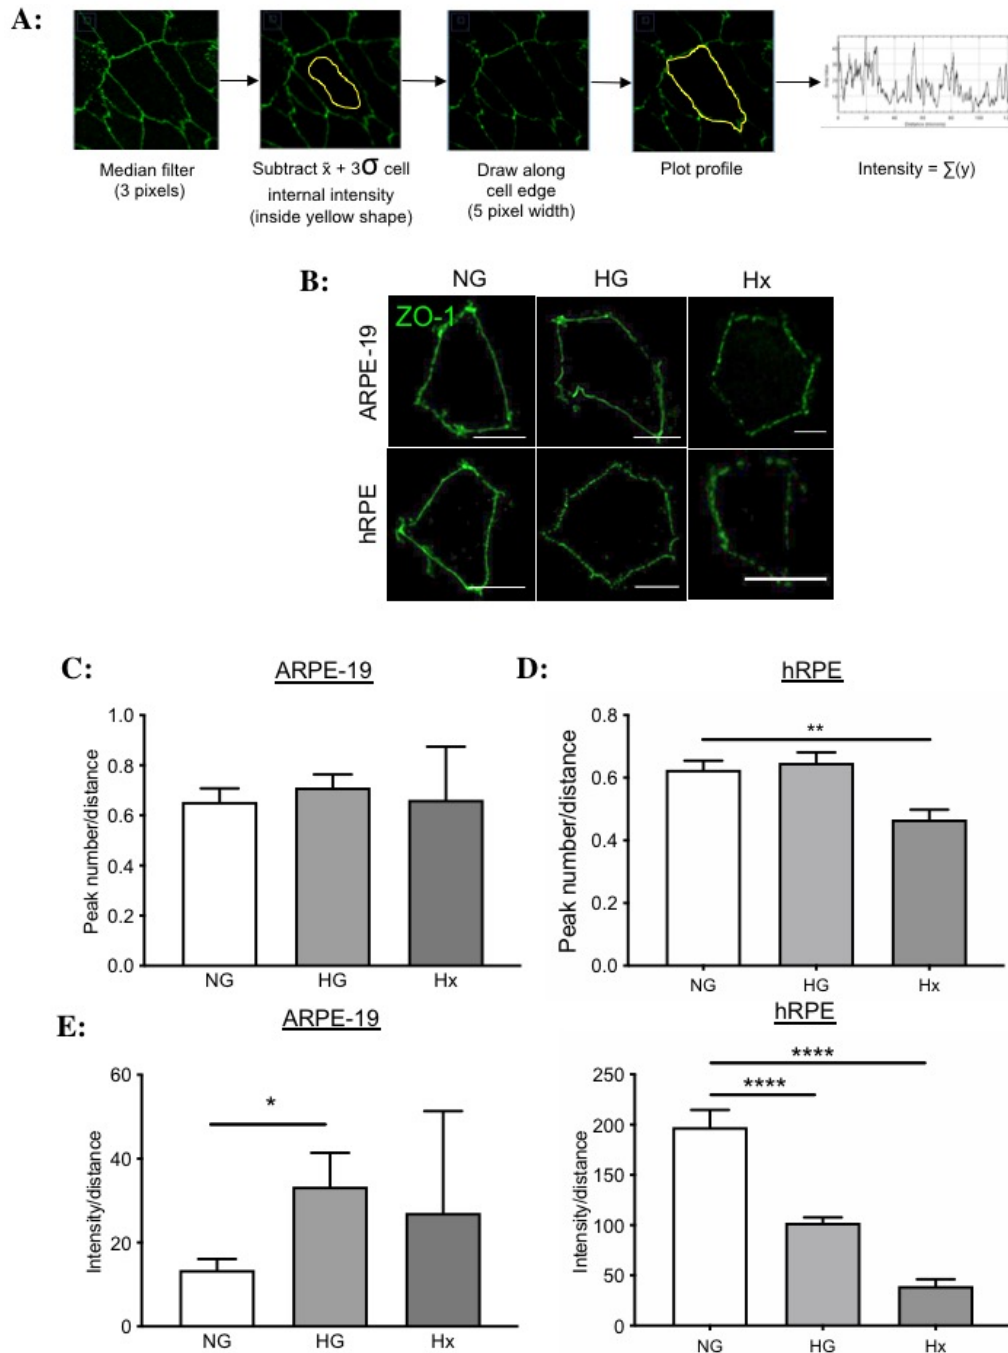 A:
Median filter
(3 pixels)
Subtract x̄ + 3σ cell
internal intensity
(inside yellow shape)
Draw along
cell edge
(5 pixel width)
Plot profile
Intensity = ∑(y)
B:
NG HG Hx
ZO-1
ARPE-19
hRPE
C:
ARPE-19
Peak number/distance
1.0
0.8
0.6
0.4
0.2
0.0
NG HG Hx
D:
hRPE
Peak number/distance
0.8
0.6
0.4
0.2
0.0
**
NG HG Hx
E:
ARPE-19
Intensity/distance
60
40
20
0
*
NG HG Hx
hRPE
Intensity/distance
250
200
150
100
50
0
****
****
NG HG Hx